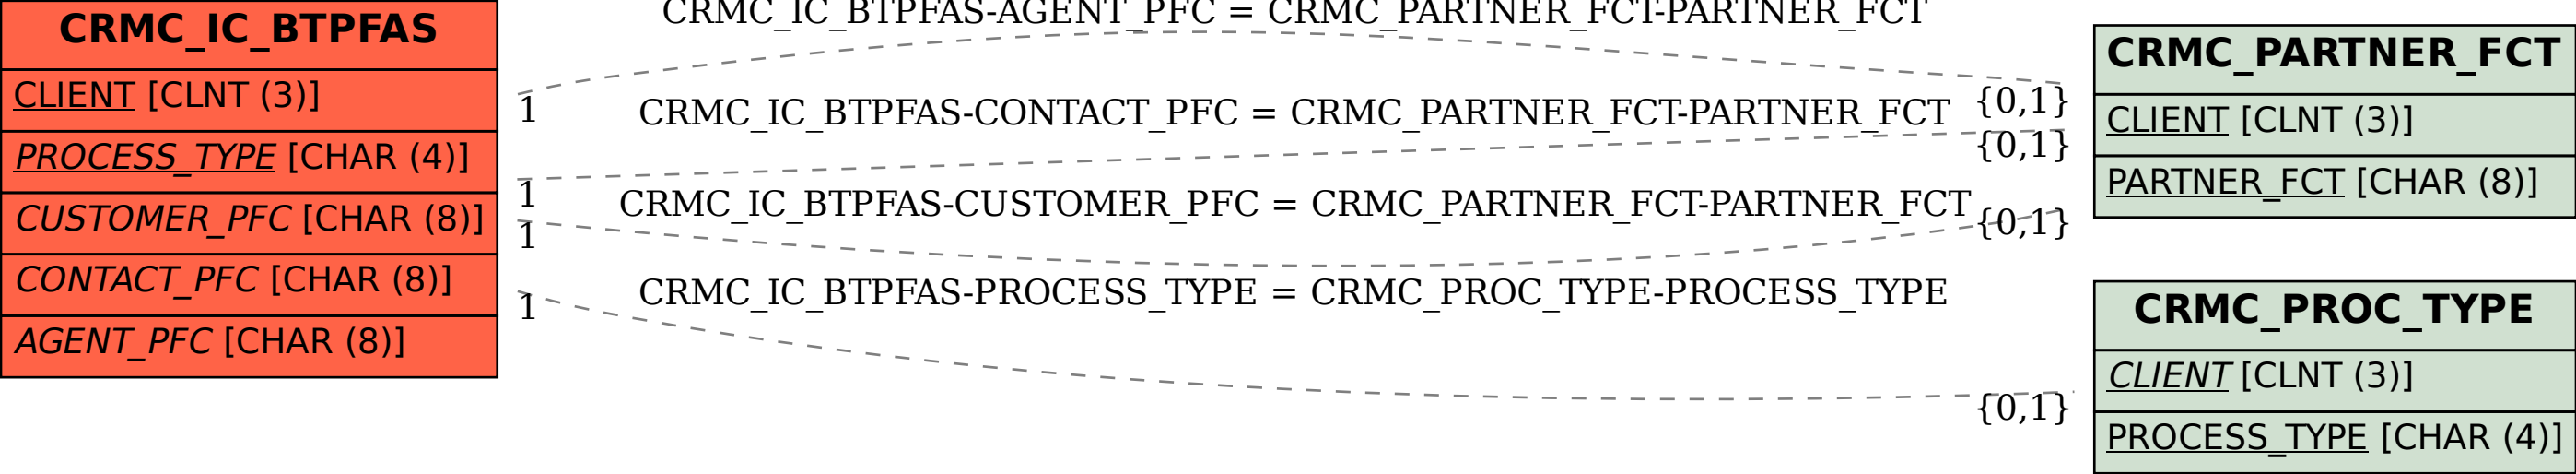 CRMC_IC_BTPFAS
CLIENT [CLNT (3)]
PROCESS_TYPE [CHAR (4)]
CUSTOMER_PFC [CHAR (8)]
CONTACT_PFC [CHAR (8)]
AGENT_PFC [CHAR (8)]
CRMC_IC_BTPFAS-AGENT_PFC = CRMC_PARTNER_FCT-PARTNER_FCT
1
{0,1}
CRMC_IC_BTPFAS-CONTACT_PFC = CRMC_PARTNER_FCT-PARTNER_FCT
1
{0,1}
CRMC_IC_BTPFAS-CUSTOMER_PFC = CRMC_PARTNER_FCT-PARTNER_FCT
1
{0,1}
CRMC_IC_BTPFAS-PROCESS_TYPE = CRMC_PROC_TYPE-PROCESS_TYPE
1
{0,1}
CRMC_PARTNER_FCT
CLIENT [CLNT (3)]
PARTNER_FCT [CHAR (8)]
CRMC_PROC_TYPE
CLIENT [CLNT (3)]
PROCESS_TYPE [CHAR (4)]